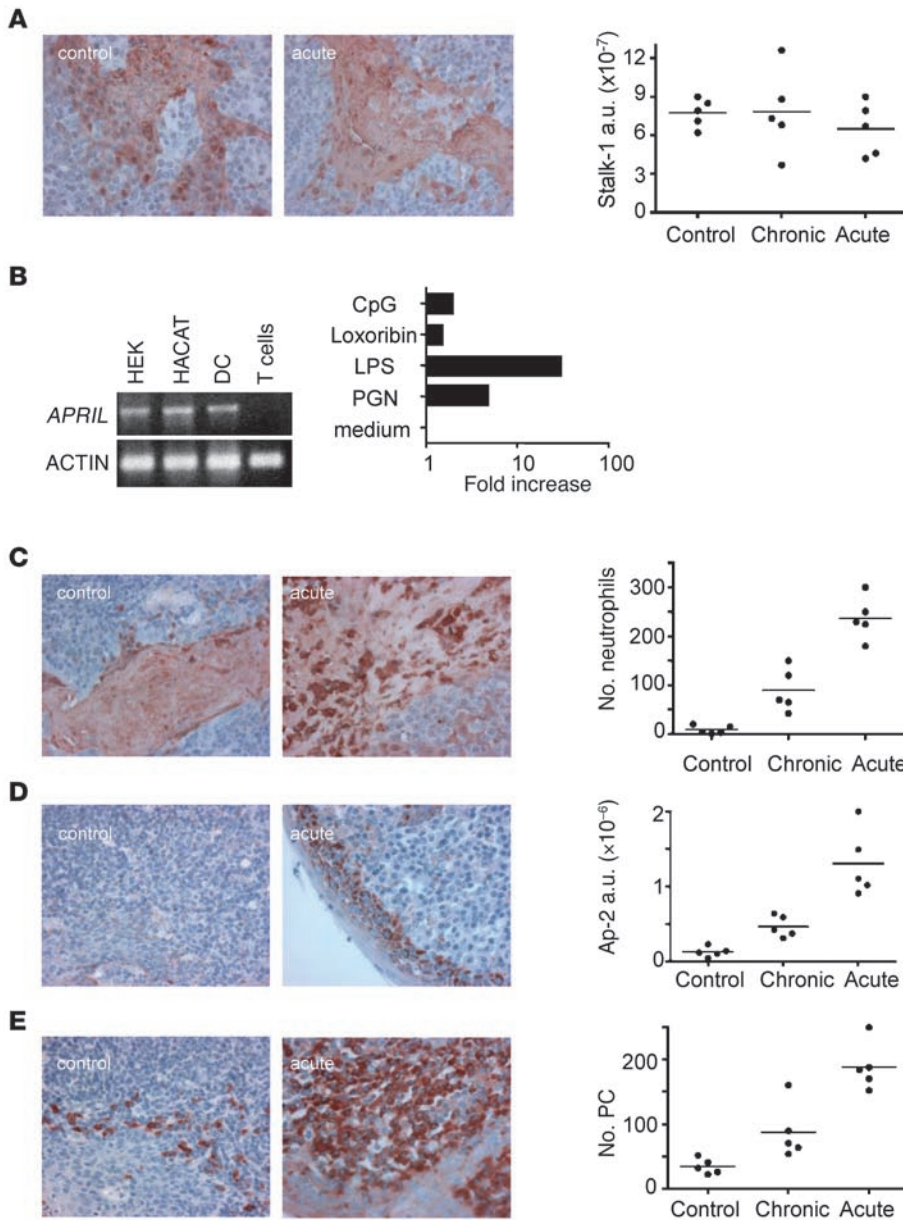 A
control
acute
Stalk-1 a.u. (x10-7)
12
9
6
3
0
Control Chronic Acute
B
HEK
HACAT
DC
T cells
APRIL
ACTIN
CpG
Loxoribin
LPS
PGN
medium
1 10 100
Fold increase
C
control
acute
No. neutrophils
300
200
100
0
Control Chronic Acute
D
control
acute
Ap-2 a.u. (×10–6)
2
1
0
Control Chronic Acute
E
control
acute
No. PC
200
100
0
Control Chronic Acute